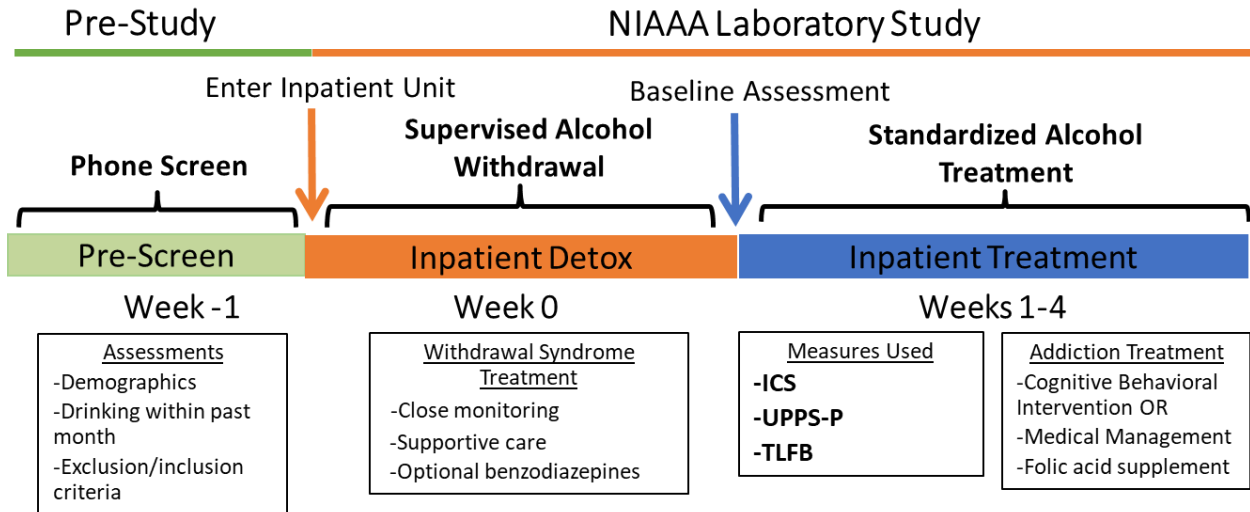 Pre-Study
NIAAA Laboratory Study
Enter Inpatient Unit
Baseline Assessment
Phone Screen
Supervised Alcohol
Withdrawal
Standardized Alcohol
Treatment
Pre-Screen
Inpatient Detox
Inpatient Treatment
Week -1
Week 0
Weeks 1-4
Assessments
-Demographics
-Drinking within past
month
-Exclusion/inclusion
criteria
Withdrawal Syndrome
Treatment
-Close monitoring
-Supportive care
-Optional benzodiazepines
Measures Used
-ICS
-UPPS-P
-TLFB
Addiction Treatment
-Cognitive Behavioral
Intervention OR
-Medical Management
-Folic acid supplement